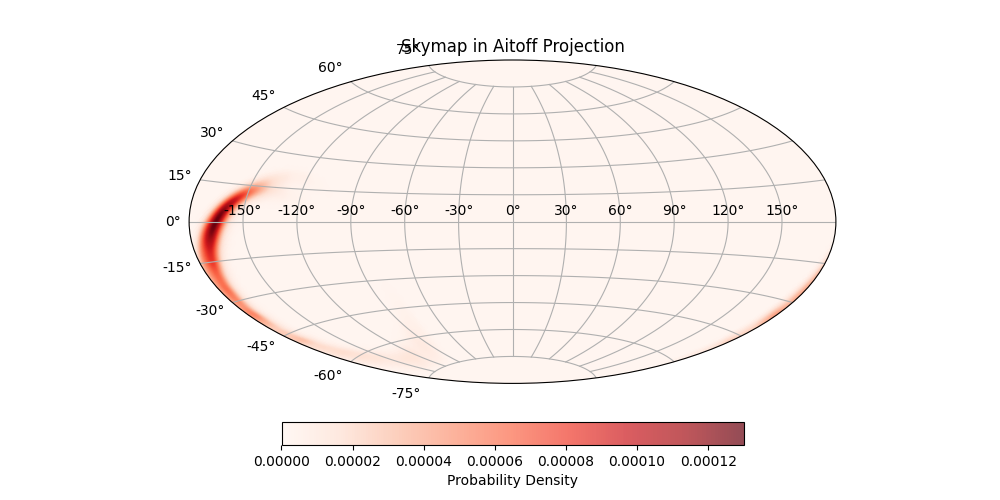 Skymap in Aitoff Projection
75°
60°
45°
30°
15°
0°
-150° -120° -90° -60° -30° 0° 30° 60° 90° 120° 150°
-15°
-30°
-45°
-60°
-75°
0.00000 0.00002 0.00004 0.00006 0.00008 0.00010 0.00012
Probability Density